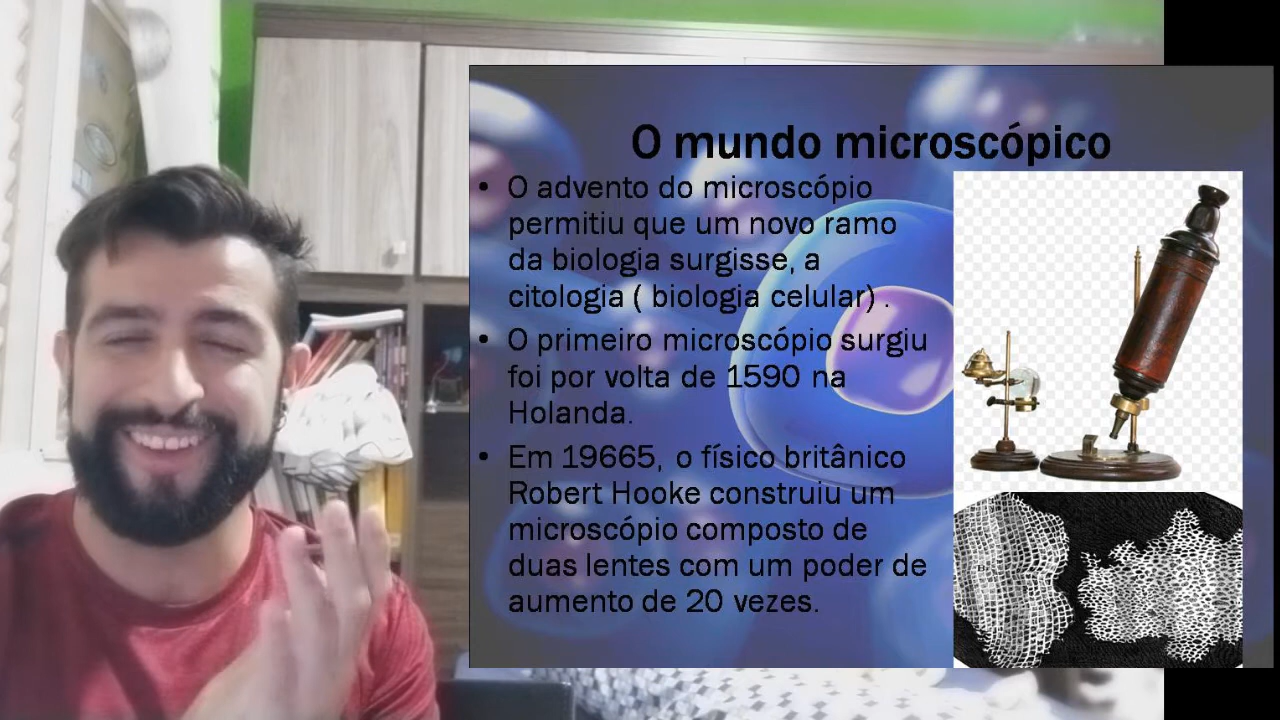 O mundo microscópico
• O advento do microscópio
permitiu que um novo ramo
da biologia surgisse, a
citologia ( biologia celular) .
• O primeiro microscópio surgiu
foi por volta de 1590 na
Holanda.
• Em 19665, o físico britânico
Robert Hooke construiu um
microscópio composto de
duas lentes com um poder de
aumento de 20 vezes.